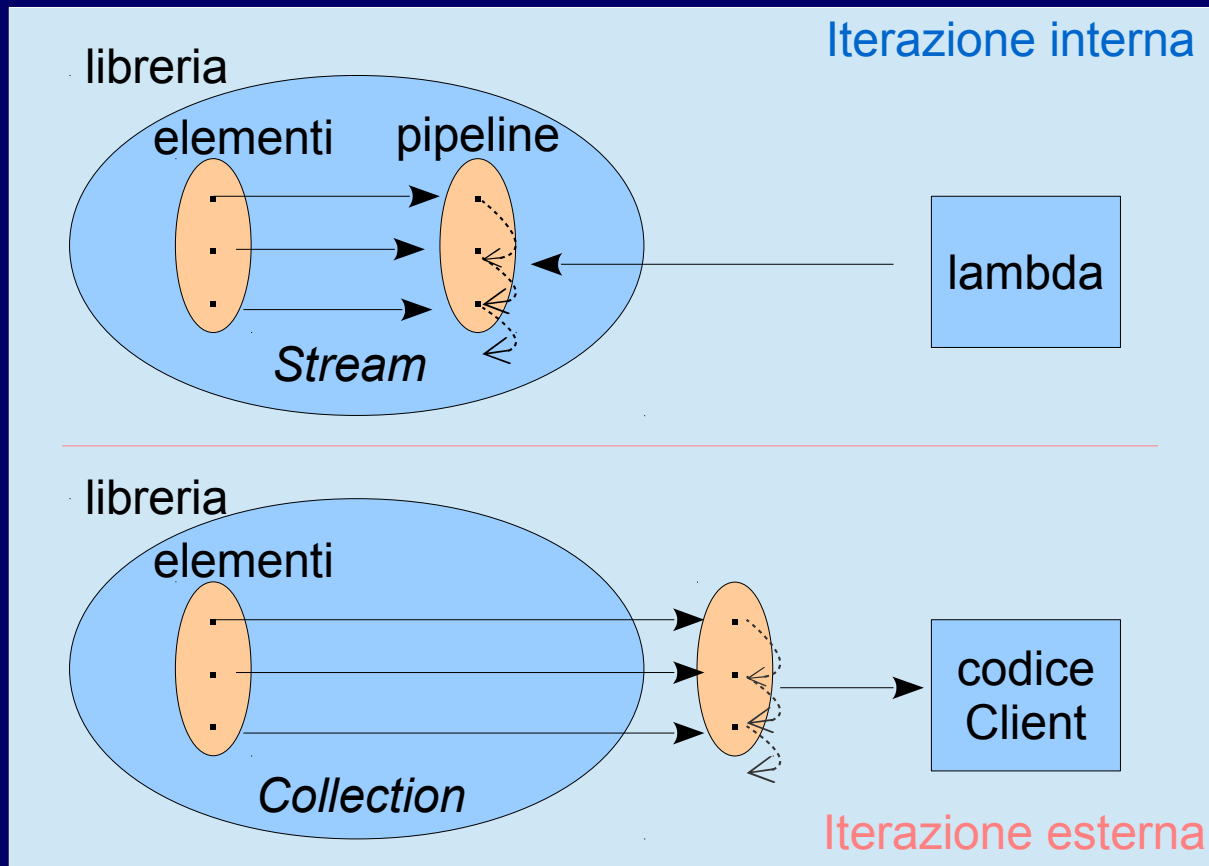 Iterazione interna
libreria
elementi pipeline
lambda
Stream
libreria
elementi
codice
Client
Collection
Iterazione esterna